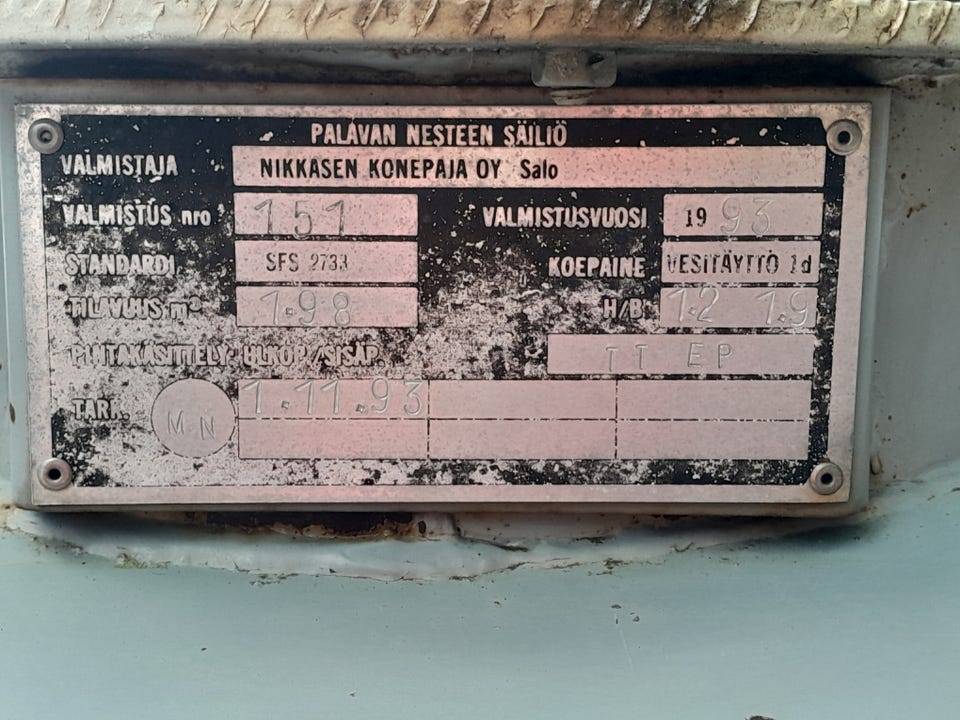 PALAVAN NESTEEN SÄILIÖ
VALMISTAJA NIKKASEN KONEPAJA OY Salo
VALMISTUS nro 151 VALMISTUSVUOSI 1993
STANDARDI SFS 2733 KOEPAINE VESITÄYTTÖ 1d
TILAVUUS m³ 1.98 H/B 1.2 1.9
PINTAKÄSITTELY ULKOP./SISÄP. TT EP
TARK. MN 1.11.93